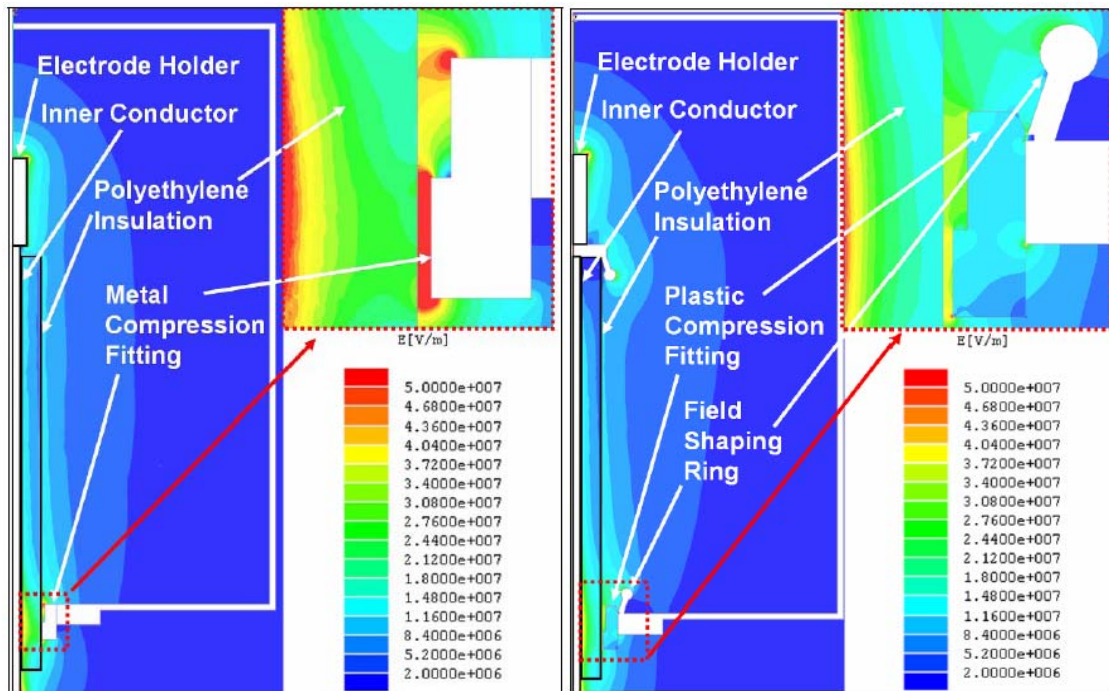 Electrode Holder
Inner Conductor
Polyethylene
Insulation
Metal
Compression
Fitting
E[V/m]
5.0000e+007
4.6800e+007
4.3600e+007
4.0400e+007
3.7200e+007
3.4000e+007
3.0800e+007
2.7600e+007
2.4400e+007
2.1200e+007
1.8000e+007
1.4800e+007
1.1600e+007
8.4000e+006
5.2000e+006
2.0000e+006
Electrode Holder
Inner Conductor
Polyethylene
Insulation
Plastic
Compression
Fitting
Field
Shaping
Ring
E[V/m]
5.0000e+007
4.6800e+007
4.3600e+007
4.0400e+007
3.7200e+007
3.4000e+007
3.0800e+007
2.7600e+007
2.4400e+007
2.1200e+007
1.8000e+007
1.4800e+007
1.1600e+007
8.4000e+006
5.2000e+006
2.0000e+006